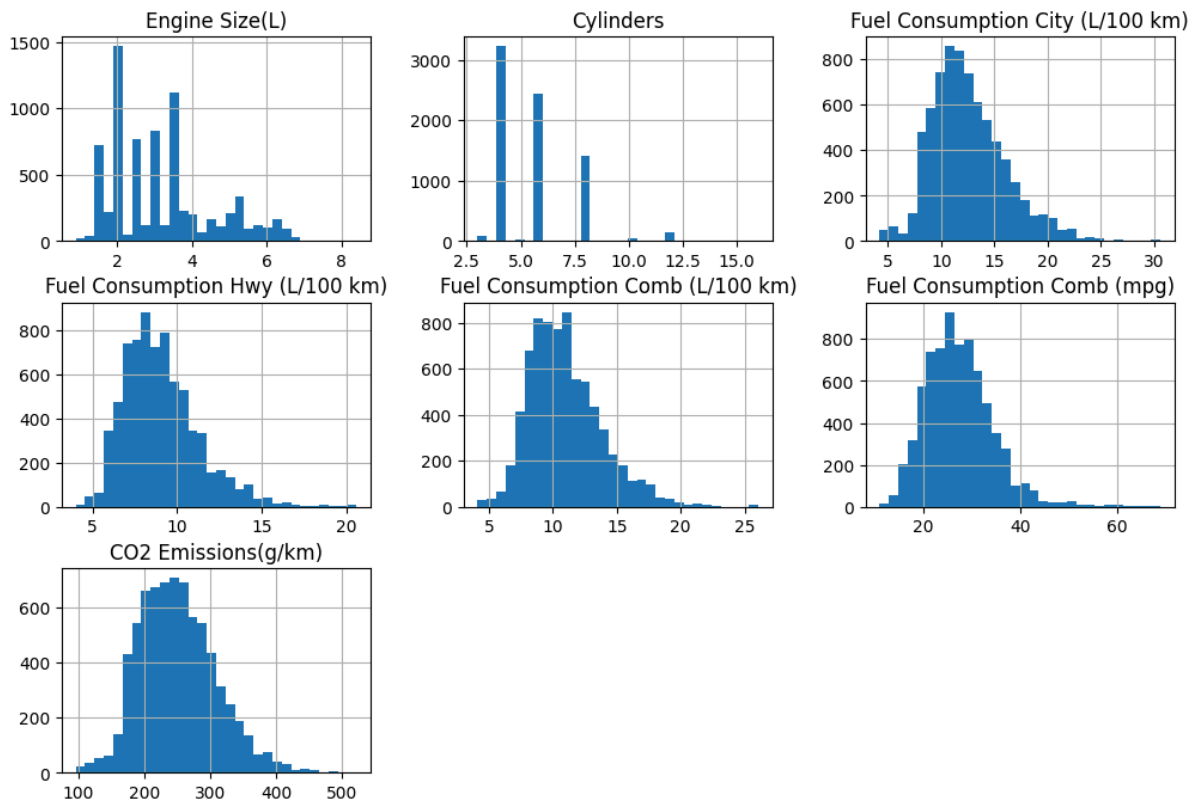 Engine Size(L)
1500
1000
500
0
2 4 6 8
Cylinders
3000
2000
1000
0
2.5 5.0 7.5 10.0 12.5 15.0
Fuel Consumption City (L/100 km)
800
600
400
200
0
5 10 15 20 25 30
Fuel Consumption Hwy (L/100 km)
800
600
400
200
0
5 10 15 20
Fuel Consumption Comb (L/100 km)
800
600
400
200
0
5 10 15 20 25
Fuel Consumption Comb (mpg)
800
600
400
200
0
20 40 60
CO2 Emissions(g/km)
600
400
200
0
100 200 300 400 500